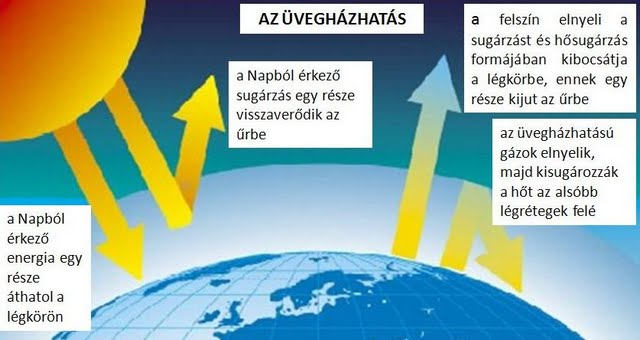 AZ ÜVEGHÁZHATÁS
a Napból érkező
sugárzás egy része
visszaverődik az
űrbe
a felszín elnyeli a
sugárzást és hősugárzás
formájában kibocsátja
a légkörbe, ennek egy
része kijut az űrbe
az üvegházhatású
gázok elnyelik,
majd kisugározzák
a hőt az alsóbb
légrétegek felé
a Napból
érkező
energia egy
része
áthatol a
légkörön